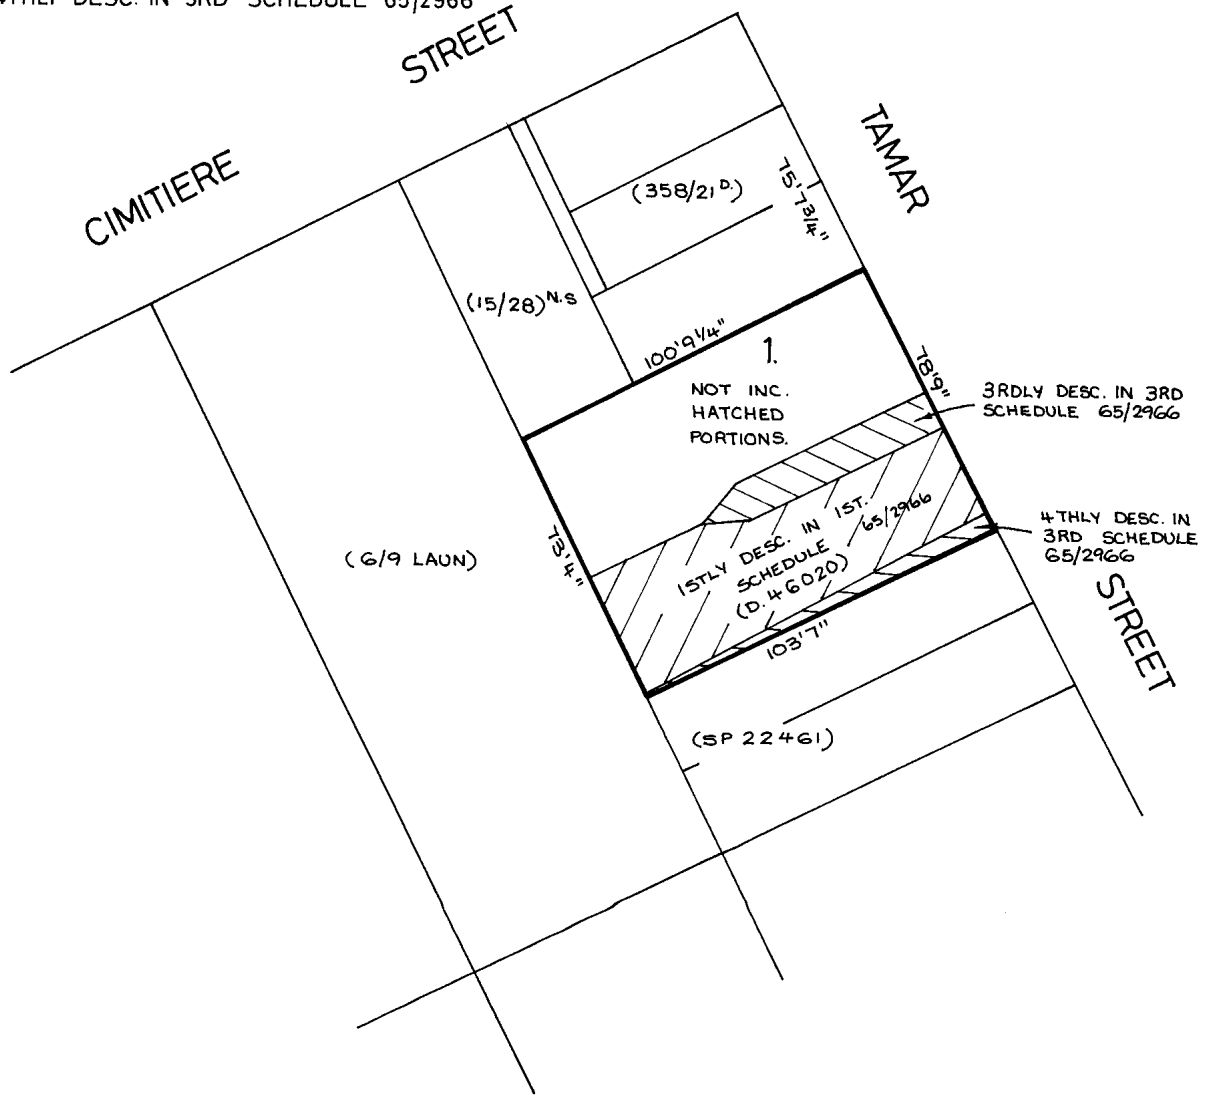 4THLY DESC. IN 3RD SCHEDULE 65/2966
CIMITIERE STREET
TAMAR STREET
(358/21 D.)
75'7 3/4"
(15/28) N.S
100'9 1/4"
1.
NOT INC.
HATCHED
PORTIONS.
78'9"
3RDLY DESC. IN 3RD
SCHEDULE 65/2966
1STLY DESC. IN 1ST.
SCHEDULE 65/2966
(D. 46020)
4THLY DESC. IN
3RD SCHEDULE
65/2966
(6/9 LAUN)
73'4"
103'7"
(SP 22461)